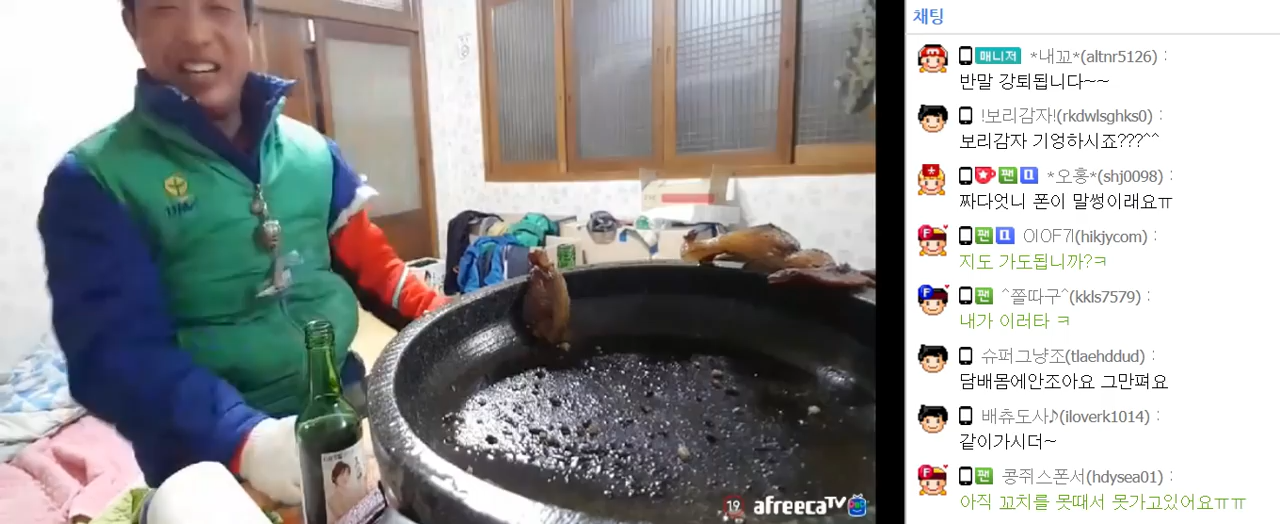 채팅
매니저 *내꼬*(altnr5126) :
반말 강퇴됩니다~~
!보리감자!(rkdwlsghks0) :
보리감자 기엉하시죠???^^
팬 *오홍*(shj0098) :
짜다엇니 폰이 말썽이래요ㅠ
팬 이OF기(hikjycom) :
지도 가도됩니까?ㅋ
팬 ^쫄따구^(kkls7579) :
내가 이러타 ㅋ
슈퍼그냥조(tlaehddud) :
담배몸에안조아요 그만펴요
배츄도사♪(iloverk1014) :
같이가시더~
팬 콩쥐스폰서(hdysea01) :
아직 꼬치를 못때서 못가고있어요ㅠㅠ
19 afreecaTV